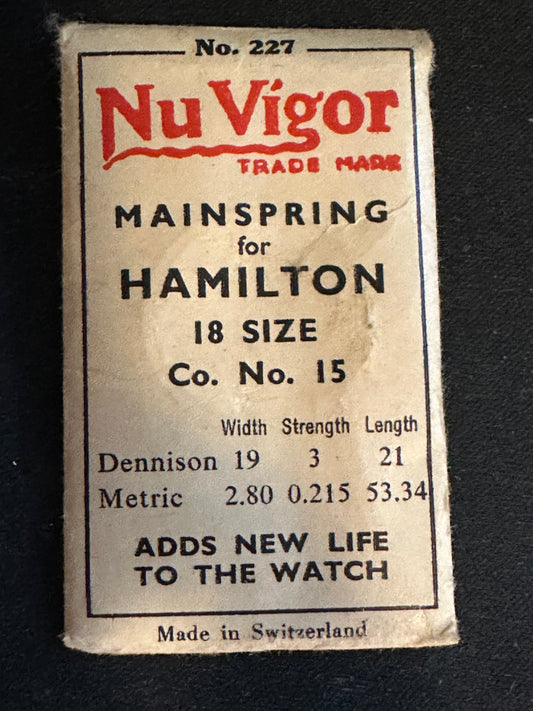 No. 227
Nu Vigor
TRADE MARK
MAINSPRING
for
HAMILTON
18 SIZE
Co. No. 15
Width Strength Length
Dennison 19 3 21
Metric 2.80 0.215 53.34
ADDS NEW LIFE
TO THE WATCH
Made in Switzerland